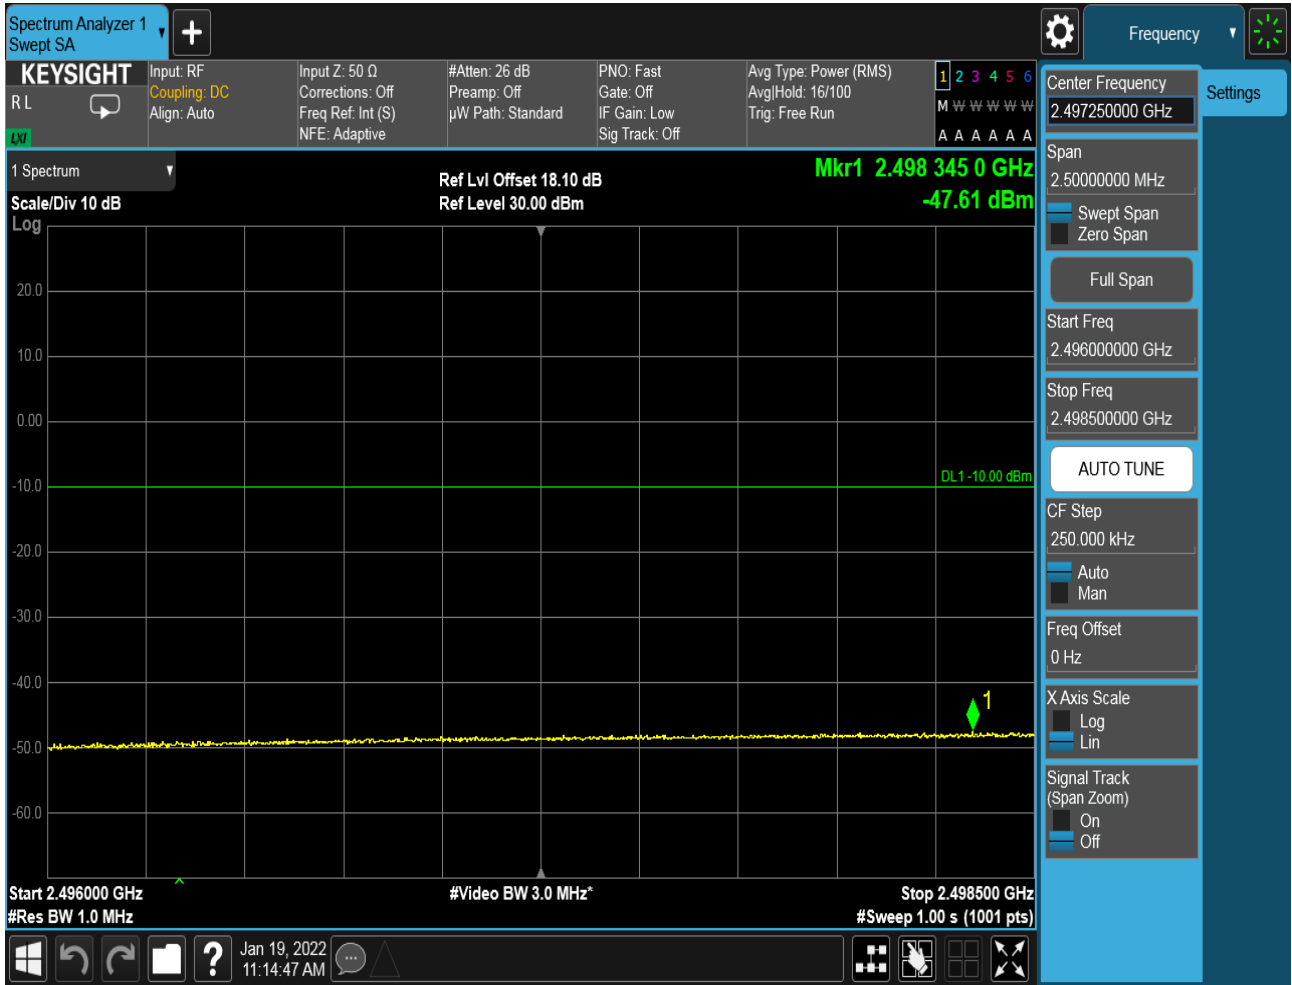 Spectrum Analyzer 1
Swept SA
Frequency
KEYSIGHT
R L
LXI
Input: RF
Coupling: DC
Align: Auto
Input Z: 50 Ω
Corrections: Off
Freq Ref: Int (S)
NFE: Adaptive
#Atten: 26 dB
Preamp: Off
µW Path: Standard
PNO: Fast
Gate: Off
IF Gain: Low
Sig Track: Off
Avg Type: Power (RMS)
Avg|Hold: 16/100
Trig: Free Run
1 2 3 4 5 6
M W W W W W
A A A A A A
1 Spectrum
Scale/Div 10 dB
Log
Ref Lvl Offset 18.10 dB
Ref Level 30.00 dBm
Mkr1 2.498 345 0 GHz
-47.61 dBm
20.0
10.0
0.00
-10.0
DL1 -10.00 dBm
-20.0
-30.0
-40.0
1
-50.0
-60.0
Start 2.496000 GHz
#Res BW 1.0 MHz
#Video BW 3.0 MHz*
Stop 2.498500 GHz
#Sweep 1.00 s (1001 pts)
Center Frequency
2.497250000 GHz
Settings
Span
2.50000000 MHz
Swept Span
Zero Span
Full Span
Start Freq
2.496000000 GHz
Stop Freq
2.498500000 GHz
AUTO TUNE
CF Step
250.000 kHz
Auto
Man
Freq Offset
0 Hz
X Axis Scale
Log
Lin
Signal Track
(Span Zoom)
On
Off
?
Jan 19, 2022
11:14:47 AM